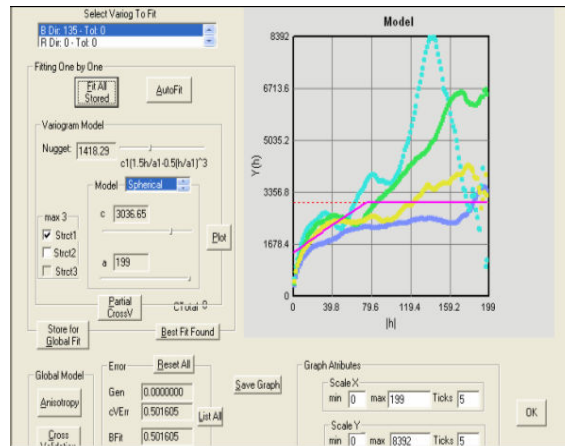 Select Variog To Fit
B Dir: 135 - Tol: 0
R Dir: 0 - Tol: 0
Fitting One by One
Fit All
Stored
AutoFit
Variogram Model
Nugget: 1418.29
c1(1.5h/a1-0.5(h/a1)^3
Model Spherical
max 3
Strct1
Strct2
Strct3
c 3036.65
a 199
Plot
Partial
CrossV
CTotal
Store for
Global Fit
Best Fit Found
Global Model
Anisotropy
Cross
Validation
Error
Reset All
Gen 0.0000000
cVErr 0.501605
BFit 0.501605
List All
Save Graph
Model
8392
6713.6
5035.2
3356.8
1678.4
0
Y(h)
0 39.8 79.6 119.4 159.2 199
|h|
Graph Atributes
Scale X
min 0 max 199 Ticks 5
Scale Y
min 0 max 8392 Ticks 5
OK